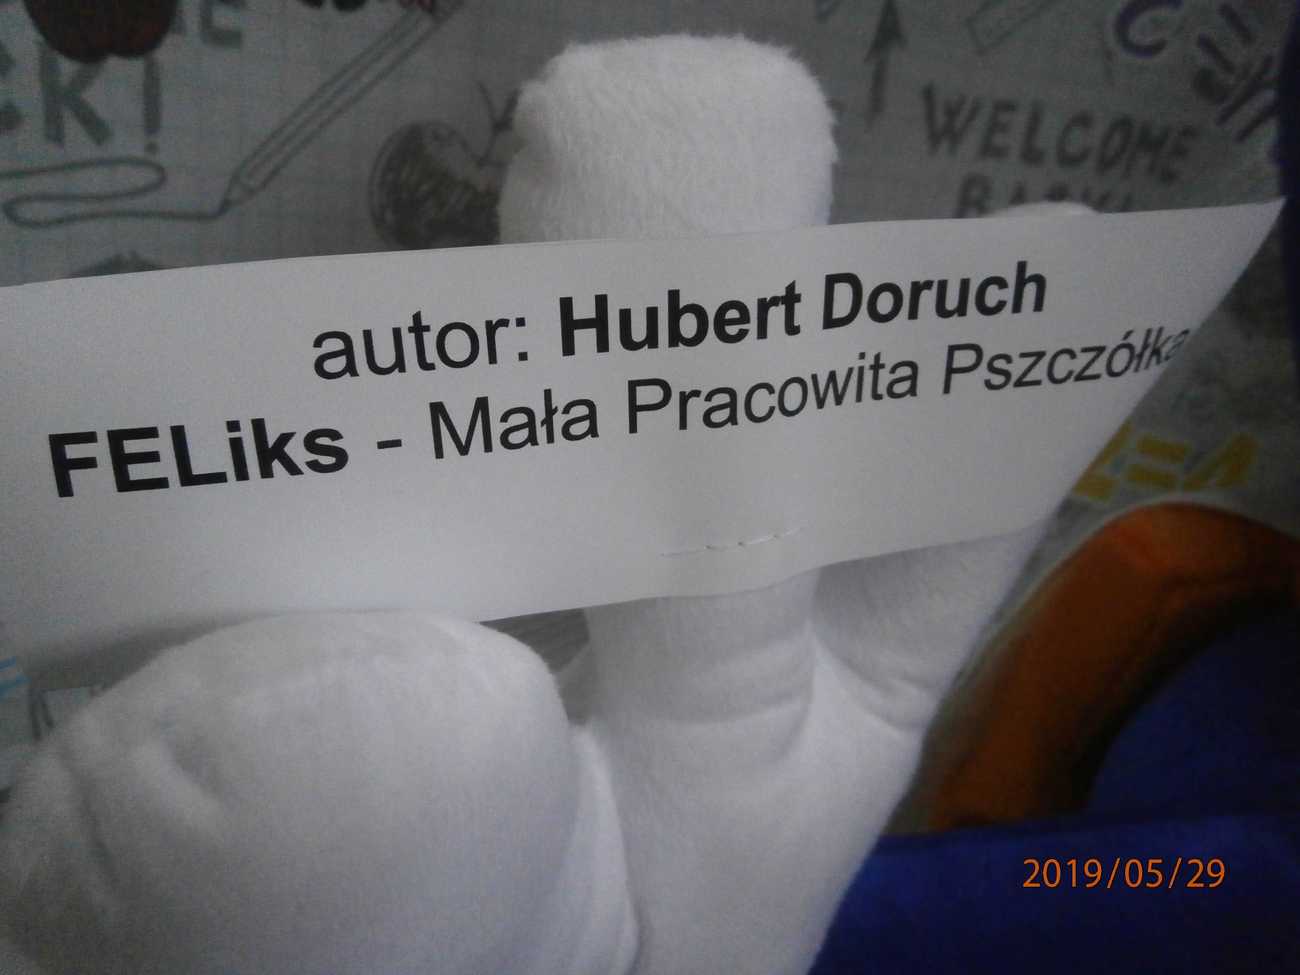 WELCOME
autor: Hubert Doruch
FELiks - Mała Pracowita Pszczółka
2019/05/29